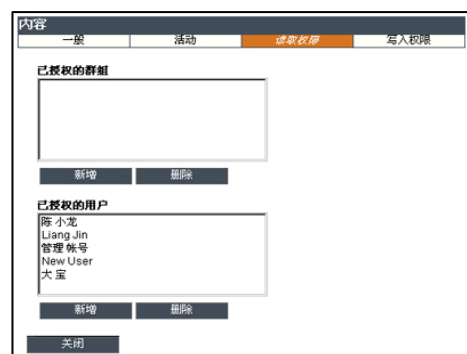 内容
一般 活动 读取权限 写入权限
已授权的群组
新增 删除
已授权的用户
陈 小龙
Liang Jin
管理 帐号
New User
大 宝
新增 删除
关闭